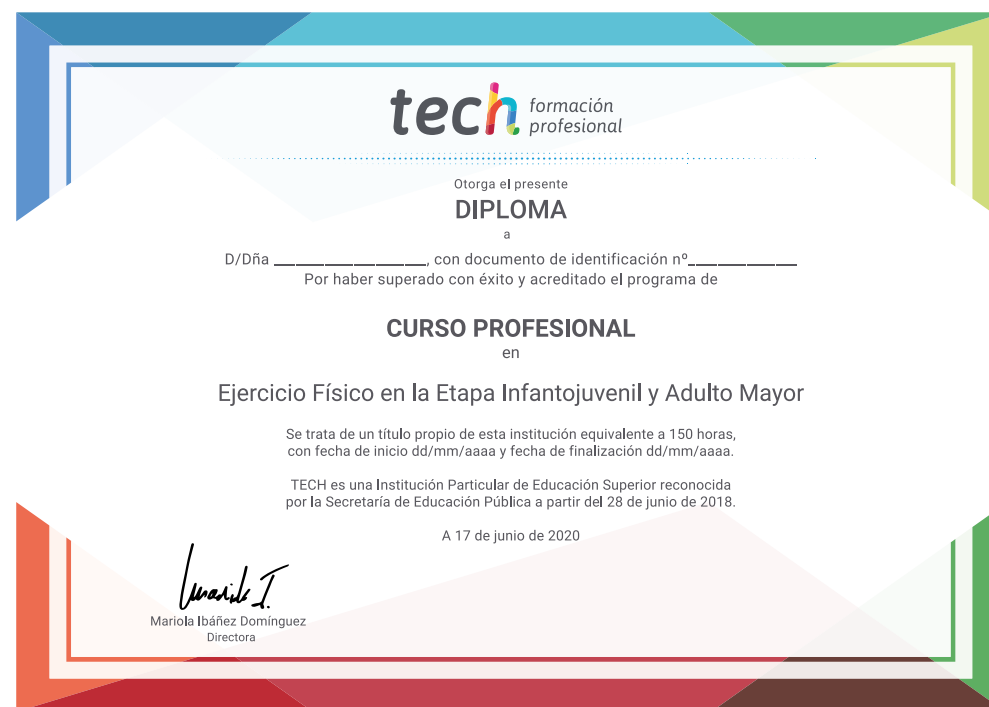 tech formación
profesional
Otorga el presente
DIPLOMA
a
D/Dña ______________, con documento de identificación nº__________
Por haber superado con éxito y acreditado el programa de
CURSO PROFESIONAL
en
Ejercicio Físico en la Etapa Infantojuvenil y Adulto Mayor
Se trata de un título propio de esta institución equivalente a 150 horas,
con fecha de inicio dd/mm/aaaa y fecha de finalización dd/mm/aaaa.
TECH es una Institución Particular de Educación Superior reconocida
por la Secretaría de Educación Pública a partir del 28 de junio de 2018.
A 17 de junio de 2020
Mariola I.
Mariola Ibáñez Domínguez
Directora